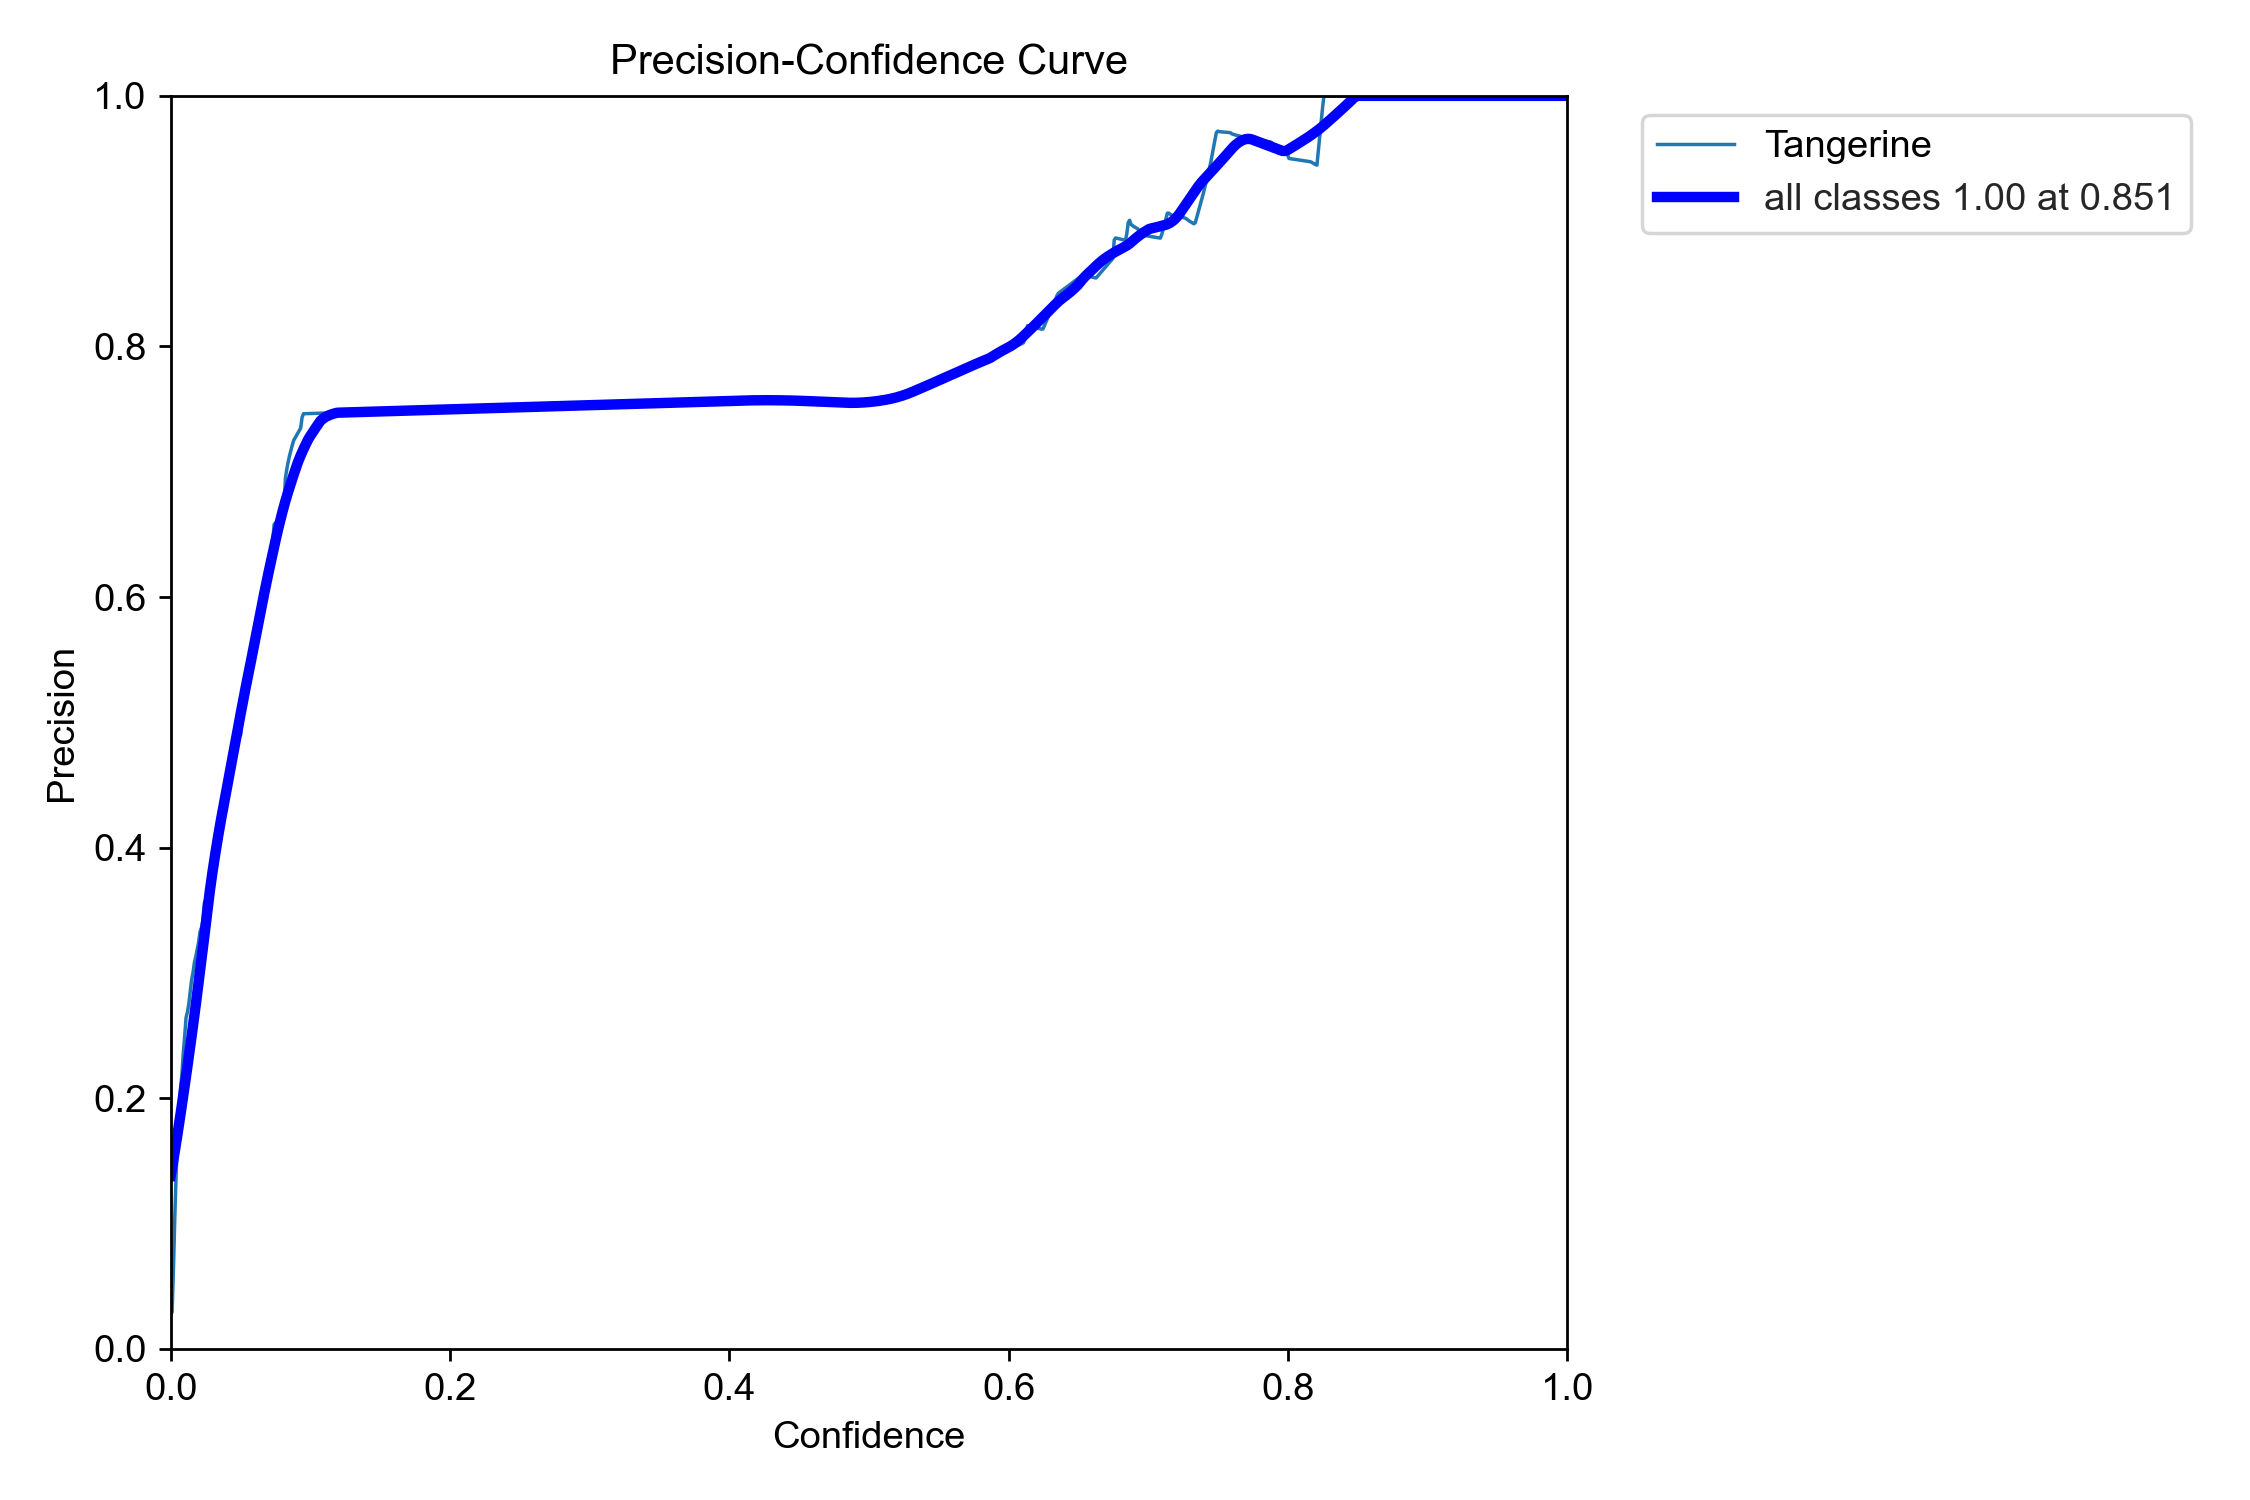 Precision-Confidence Curve
1.0
0.8
0.6
0.4
0.2
0.0
Precision
0.0 0.2 0.4 0.6 0.8 1.0
Confidence
Tangerine
all classes 1.00 at 0.851